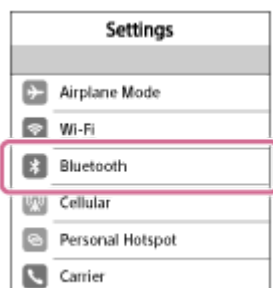 Settings
Airplane Mode
Wi-Fi
Bluetooth
Cellular
Personal Hotspot
Carrier